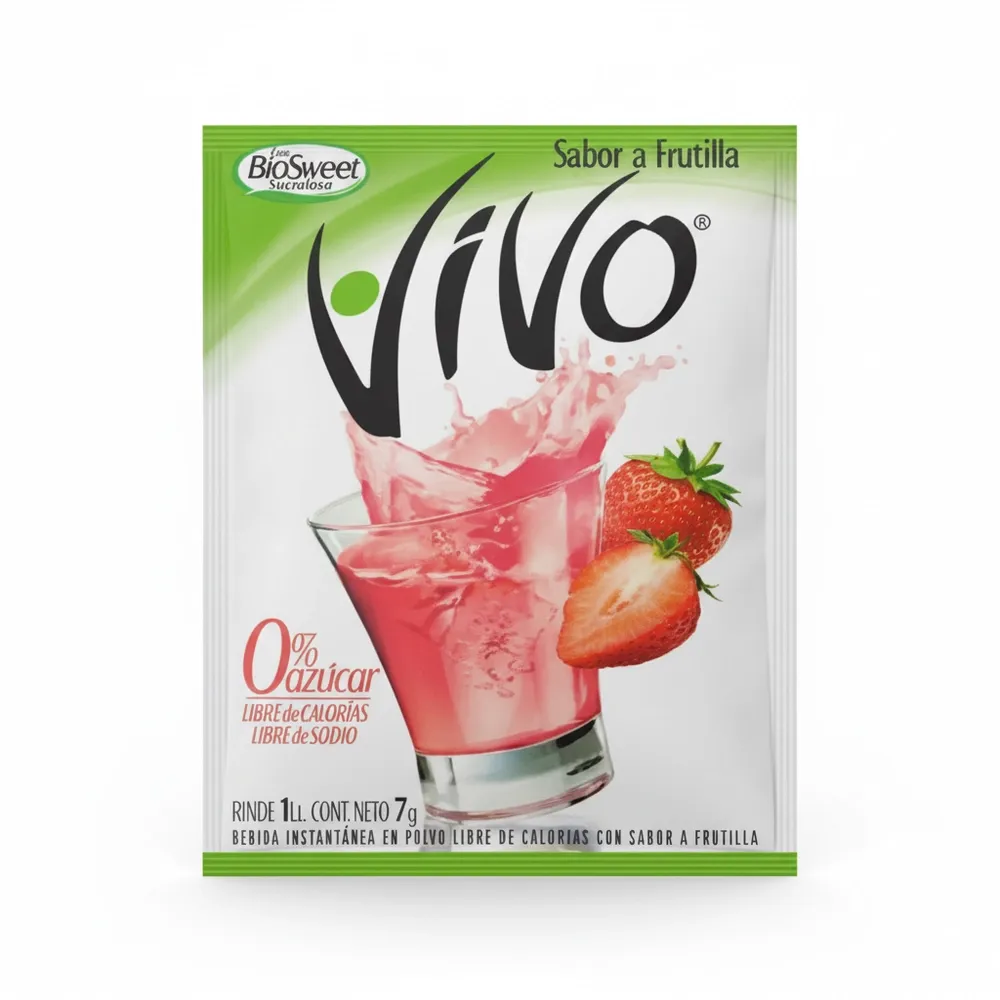 BioSweet
Sucralosa
Sabor a Frutilla
ViVo®
0%
azúcar
LIBRE de CALORÍAS
LIBRE de SODIO
RINDE 1Lt. CONT. NETO 7g
BEBIDA INSTANTÁNEA EN POLVO LIBRE DE CALORIAS CON SABOR A FRUTILLA